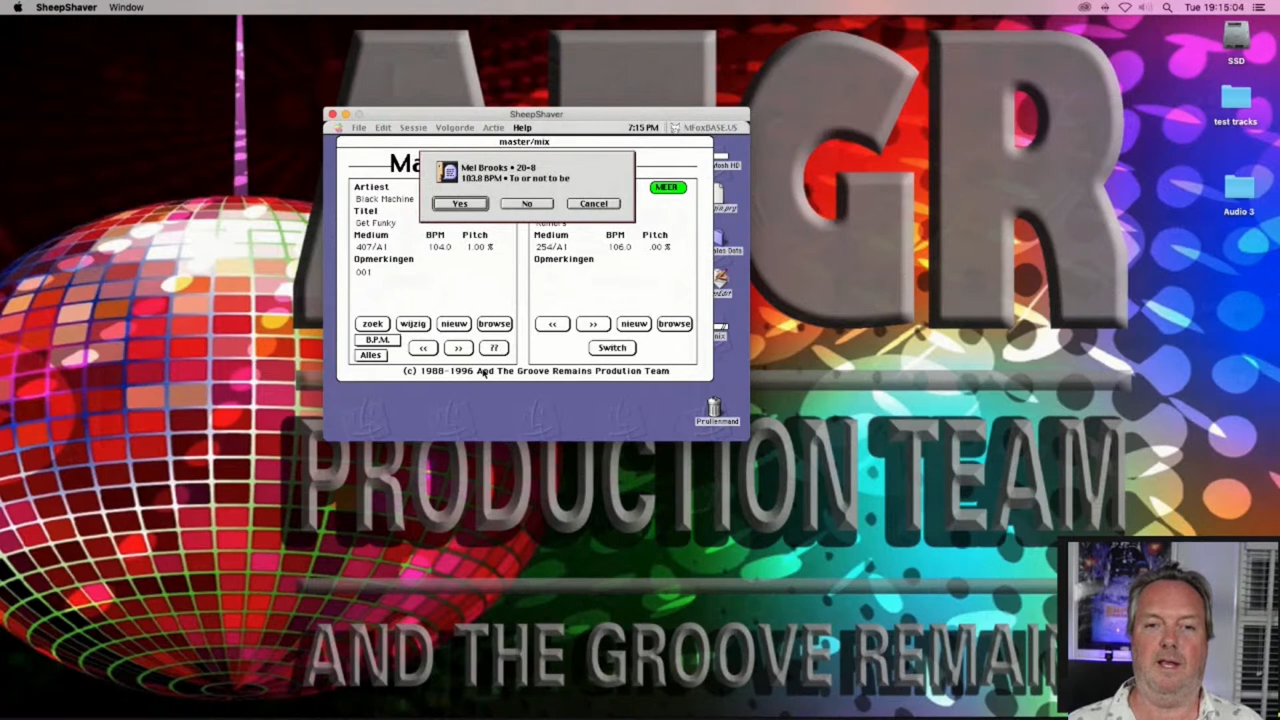 SheepShaver Window Tue 19:15:04
SSD
test tracks
Audio 3
SheepShaver
File Edit Sessie Volgorde Actie Help 7:15 PM MFoxBASE.US
master/mix
Ma
Mel Brooks • 20-8
103.8 BPM • To or not to be
Yes No Cancel
MEER
Artiest
Black Machine
Titel
Get Funky
Medium BPM Pitch
407/A1 104.0 1.00 %
Opmerkingen
001
Medium BPM Pitch
254/A1 106.0 .00 %
Opmerkingen
zoek wijzig nieuw browse
B.P.M.
Alles
<< >> ??
<< >> nieuw browse
Switch
(c) 1988-1996 And The Groove Remains Prodution Team
Prullenmand
GR
PRODUCTION TEAM
AND THE GROOVE REMAIN